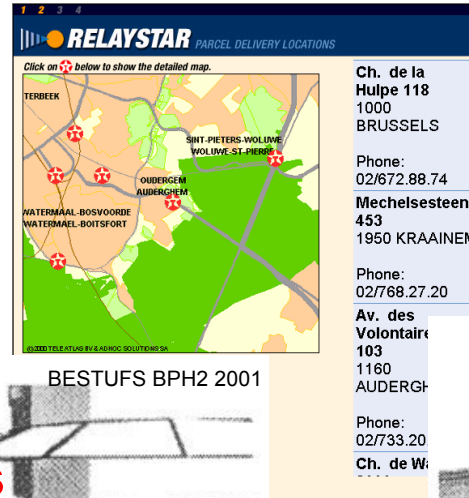 1 2 3 4
RELAYSTAR PARCEL DELIVERY LOCATIONS
Click on below to show the detailed map.
TERBEEK
SINT-PIETERS-WOLUWE
WOLUWE-ST-PIERRE
OUDERGEM
AUDERGHEM
WATERMAAL-BOSVOORDE
WATERMAEL-BOITSFORT
(c)2000 TELE ATLAS BV & ADHOC SOLUTIONS SA
Ch. de la
Hulpe 118
1000
BRUSSELS
Phone:
02/672.88.74
Mechelsesteen
453
1950 KRAAINEM
Phone:
02/768.27.20
Av. des
Volontaire
103
1160
AUDERGH
Phone:
02/733.20
Ch. de Wa
BESTUFS BPH2 2001
S